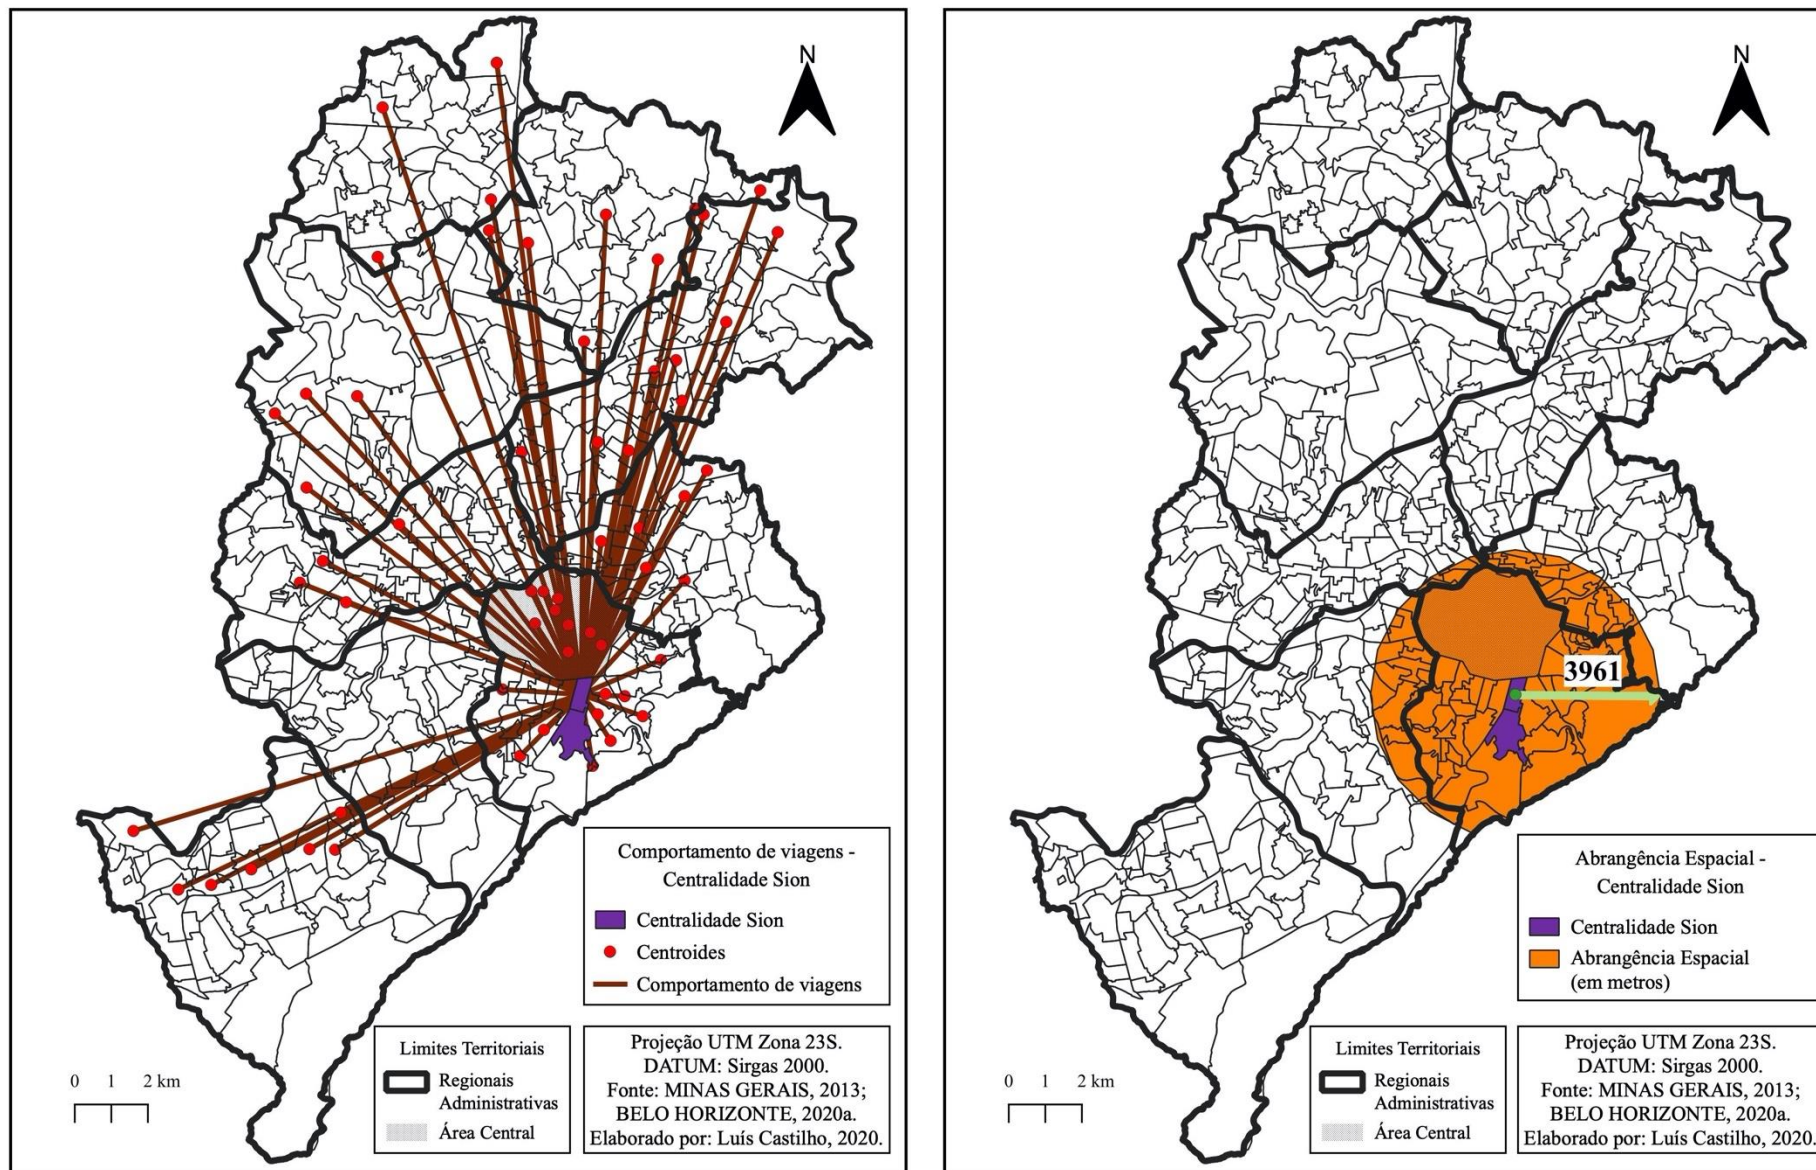 N
Comportamento de viagens -
Centralidade Sion
Centralidade Sion
Centroides
Comportamento de viagens
Limites Territoriais
Regionais
Administrativas
Área Central
Projeção UTM Zona 23S.
DATUM: Sirgas 2000.
Fonte: MINAS GERAIS, 2013;
BELO HORIZONTE, 2020a.
Elaborado por: Luís Castilho, 2020.
0 1 2 km
N
3961
Abrangência Espacial -
Centralidade Sion
Centralidade Sion
Abrangência Espacial
(em metros)
Limites Territoriais
Regionais
Administrativas
Área Central
Projeção UTM Zona 23S.
DATUM: Sirgas 2000.
Fonte: MINAS GERAIS, 2013;
BELO HORIZONTE, 2020a.
Elaborado por: Luís Castilho, 2020.
0 1 2 km